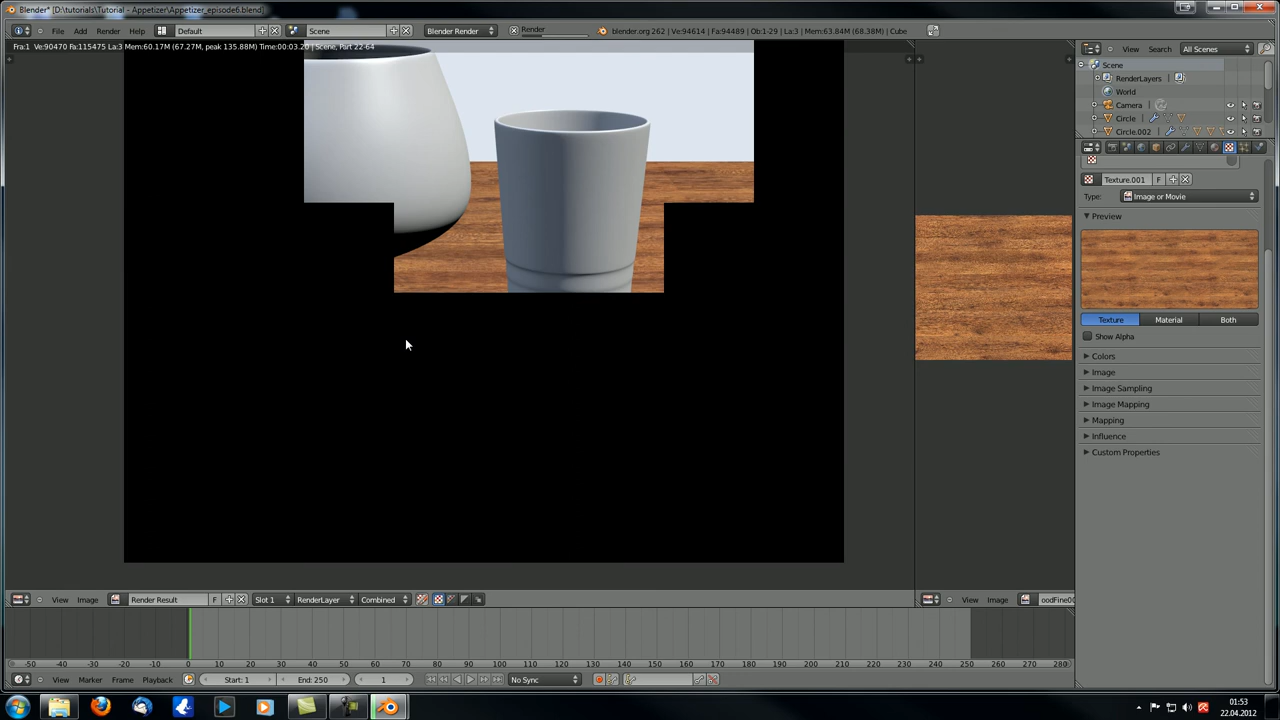 Blender* [D:\tutorials\Tutorial - Appetizer\Appetizer_episode6.blend]
File Add Render Help Default Scene Blender Render Render blender.org 262 | Ve:94614 | Fa:94489 | Ob:1-29 | La:3 | Mem:63.84M (68.38M) | Cube
Fra:1 Ve:90470 Fa:115475 La:3 Mem:60.17M (67.27M, peak 135.88M) Time:00:03.20 | Scene, Part 22-64
View Search All Scenes
Scene
RenderLayers
World
Camera
Circle
Circle.002
Texture.001 F
Type: Image or Movie
Preview
Texture Material Both
Show Alpha
Colors
Image
Image Sampling
Image Mapping
Mapping
Influence
Custom Properties
View Image Render Result F Slot 1 RenderLayer Combined
View Image oodFine00
-50 -40 -30 -20 -10 0 10 20 30 40 50 60 70 80 90 100 110 120 130 140 150 160 170 180 190 200 210 220 230 240 250 260 270 280
View Marker Frame Playback Start: 1 End: 250 1 No Sync
01:53
22.04.2012